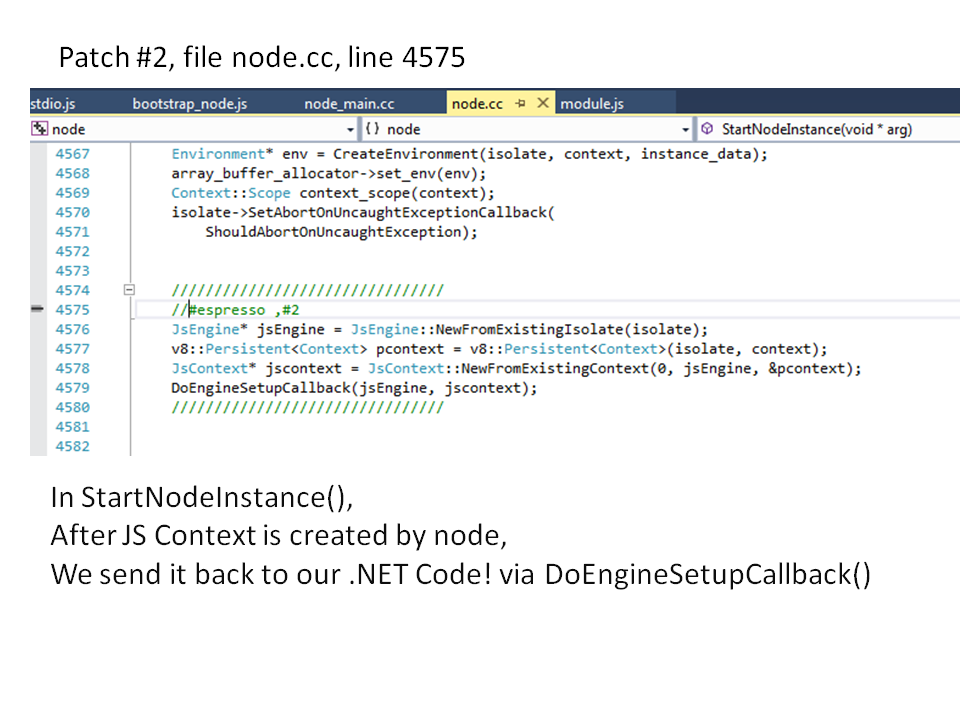 Patch #2, file node.cc, line 4575
stdio.js bootstrap_node.js node_main.cc node.cc module.js
node {} node StartNodeInstance(void * arg)
4567 Environment* env = CreateEnvironment(isolate, context, instance_data);
4568 array_buffer_allocator->set_env(env);
4569 Context::Scope context_scope(context);
4570 isolate->SetAbortOnUncaughtExceptionCallback(
4571 ShouldAbortOnUncaughtException);
4572
4573
4574 ////////////////////////////////
4575 //#espresso ,#2
4576 JsEngine* jsEngine = JsEngine::NewFromExistingIsolate(isolate);
4577 v8::Persistent<Context> pcontext = v8::Persistent<Context>(isolate, context);
4578 JsContext* jscontext = JsContext::NewFromExistingContext(0, jsEngine, &pcontext);
4579 DoEngineSetupCallback(jsEngine, jscontext);
4580 ////////////////////////////////
4581
4582
In StartNodeInstance(),
After JS Context is created by node,
We send it back to our .NET Code! via DoEngineSetupCallback()